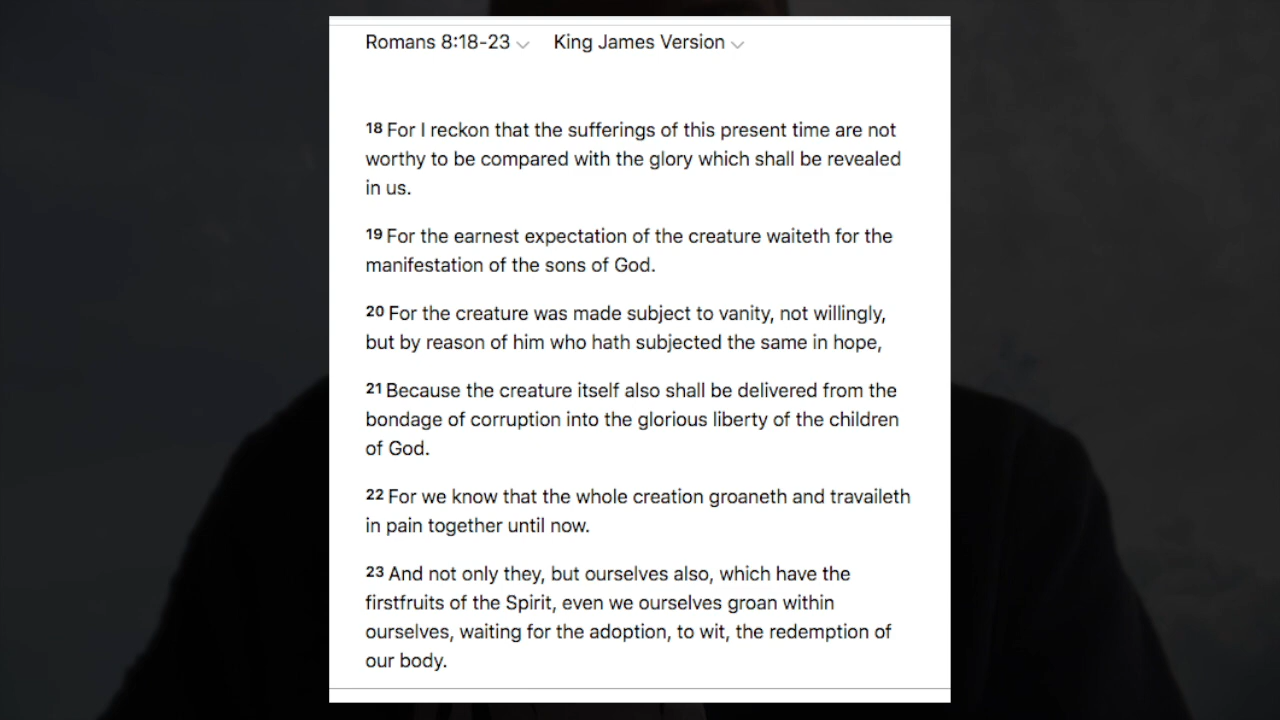 Romans 8:18-23 King James Version
18 For I reckon that the sufferings of this present time are not
worthy to be compared with the glory which shall be revealed
in us.
19 For the earnest expectation of the creature waiteth for the
manifestation of the sons of God.
20 For the creature was made subject to vanity, not willingly,
but by reason of him who hath subjected the same in hope,
21 Because the creature itself also shall be delivered from the
bondage of corruption into the glorious liberty of the children
of God.
22 For we know that the whole creation groaneth and travaileth
in pain together until now.
23 And not only they, but ourselves also, which have the
firstfruits of the Spirit, even we ourselves groan within
ourselves, waiting for the adoption, to wit, the redemption of
our body.